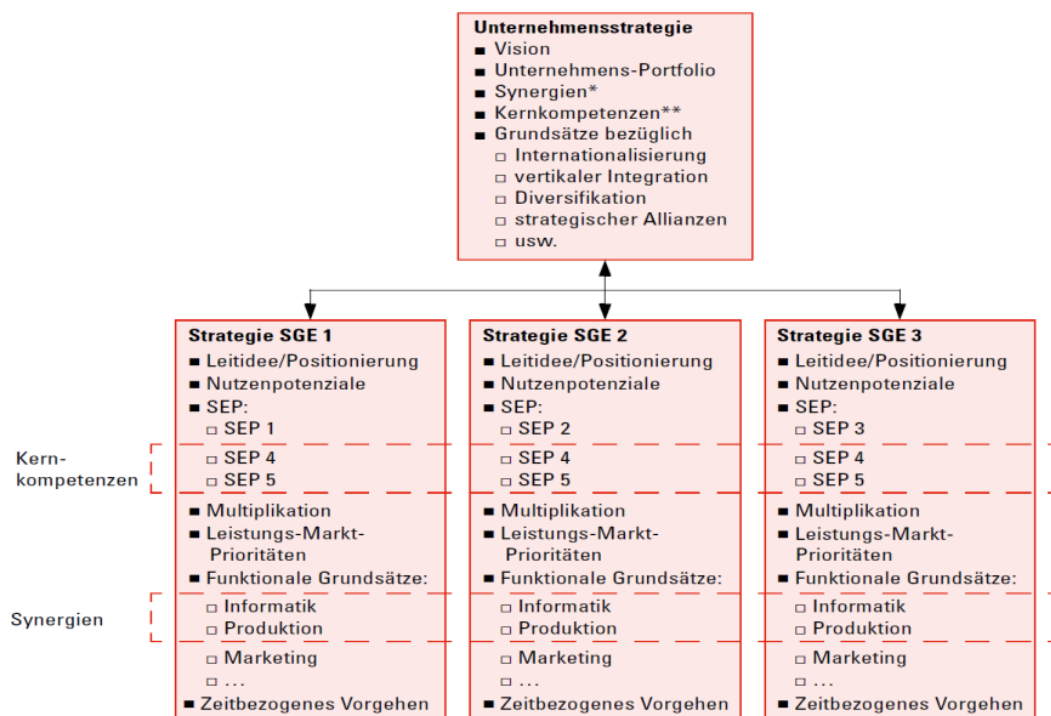 Unternehmensstrategie
■ Vision
■ Unternehmens-Portfolio
■ Synergien*
■ Kernkompetenzen**
■ Grundsätze bezüglich
□ Internationalisierung
□ vertikaler Integration
□ Diversifikation
□ strategischer Allianzen
□ usw.
Strategie SGE 1
■ Leitidee/Positionierung
■ Nutzenpotenziale
■ SEP:
□ SEP 1
□ SEP 4
□ SEP 5
■ Multiplikation
■ Leistungs-Markt-
Prioritäten
■ Funktionale Grundsätze:
□ Informatik
□ Produktion
□ Marketing
□ ...
■ Zeitbezogenes Vorgehen
Strategie SGE 2
■ Leitidee/Positionierung
■ Nutzenpotenziale
■ SEP:
□ SEP 2
□ SEP 4
□ SEP 5
■ Multiplikation
■ Leistungs-Markt-
Prioritäten
■ Funktionale Grundsätze:
□ Informatik
□ Produktion
□ Marketing
□ ...
■ Zeitbezogenes Vorgehen
Strategie SGE 3
■ Leitidee/Positionierung
■ Nutzenpotenziale
■ SEP:
□ SEP 3
□ SEP 4
□ SEP 5
■ Multiplikation
■ Leistungs-Markt-
Prioritäten
■ Funktionale Grundsätze:
□ Informatik
□ Produktion
□ Marketing
□ ...
■ Zeitbezogenes Vorgehen
Kern-
kompetenzen
Synergien